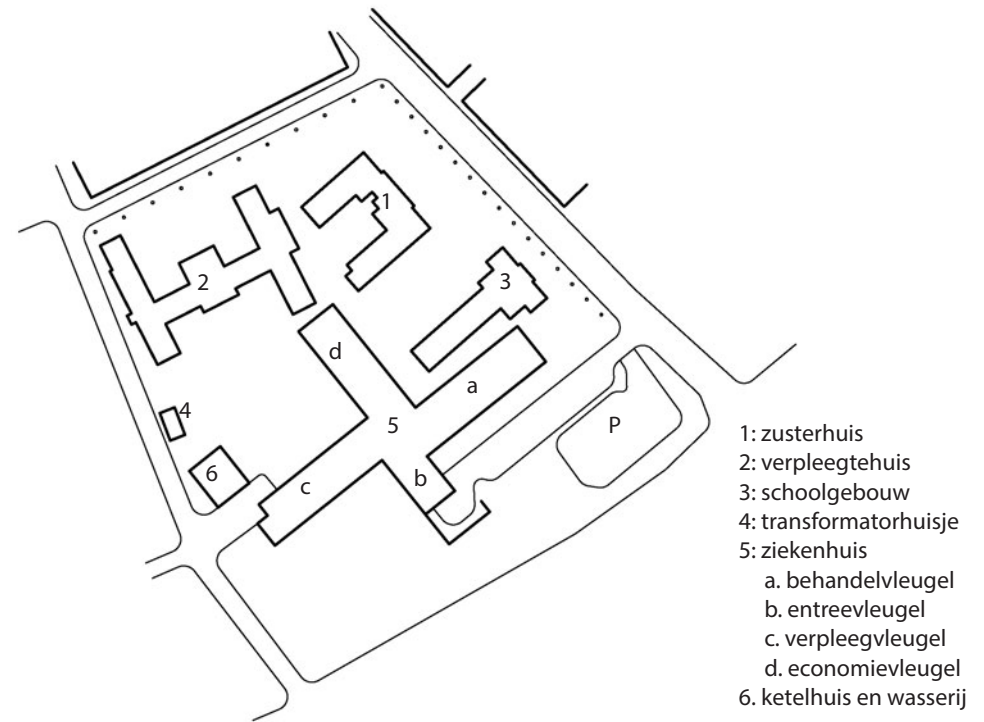 1
2
3
d
a
4
5
P
6
c
b
1: zusterhuis
2: verpleegtehuis
3: schoolgebouw
4: transformatorhuisje
5: ziekenhuis
a. behandelvleugel
b. entreevleugel
c. verpleegvleugel
d. economievleugel
6. ketelhuis en wasserij